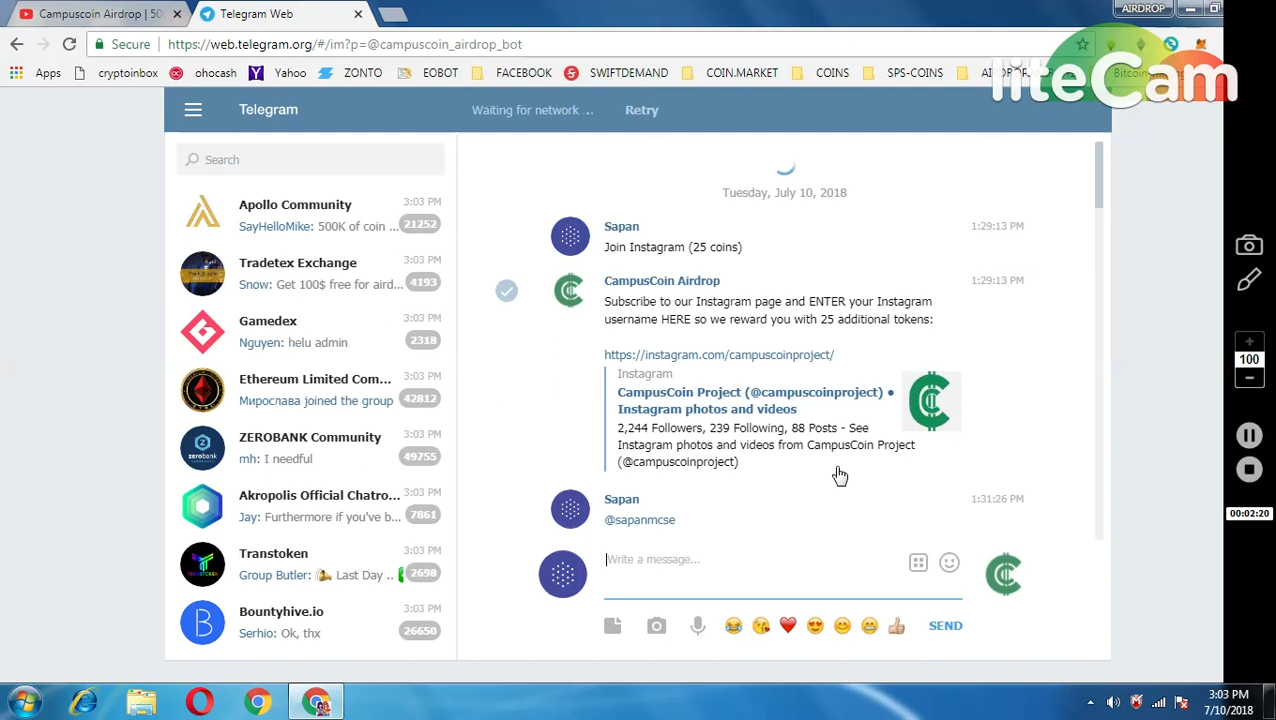 Campuscoin Airdrop | 50
Telegram Web
AIRDROP
Secure
https://web.telegram.org/#/im?p=@campuscoin_airdrop_bot
Apps
cryptoinbox
ohocash
Yahoo
ZONTO
EOBOT
FACEBOOK
SWIFTDEMAND
COIN.MARKET
COINS
SPS-COINS
liteCam
Telegram
Waiting for network ..
Retry
Search
Apollo Community
3:03 PM
SayHelloMike: 500K of coin ...
21252
Tradetex Exchange
3:03 PM
Snow: Get 100$ free for aird...
4193
Gamedex
3:03 PM
Nguyen: helu admin
2318
Ethereum Limited Com...
3:03 PM
Мирослава joined the group
42812
ZEROBANK Community
3:03 PM
mh: I needful
49755
Akropolis Official Chatro...
3:03 PM
Jay: Furthermore if you've b...
7861
Transtoken
3:03 PM
Group Butler: Last Day ..
2698
Bountyhive.io
3:03 PM
Serhio: Ok, thx
26650
Tuesday, July 10, 2018
Sapan
1:29:13 PM
Join Instagram (25 coins)
CampusCoin Airdrop
1:29:13 PM
Subscribe to our Instagram page and ENTER your Instagram
username HERE so we reward you with 25 additional tokens:
https://instagram.com/campuscoinproject/
Instagram
CampusCoin Project (@campuscoinproject) •
Instagram photos and videos
2,244 Followers, 239 Following, 88 Posts - See
Instagram photos and videos from CampusCoin Project
(@campuscoinproject)
Sapan
1:31:26 PM
@sapanmcse
Write a message...
SEND
100
00:02:20
3:03 PM
7/10/2018